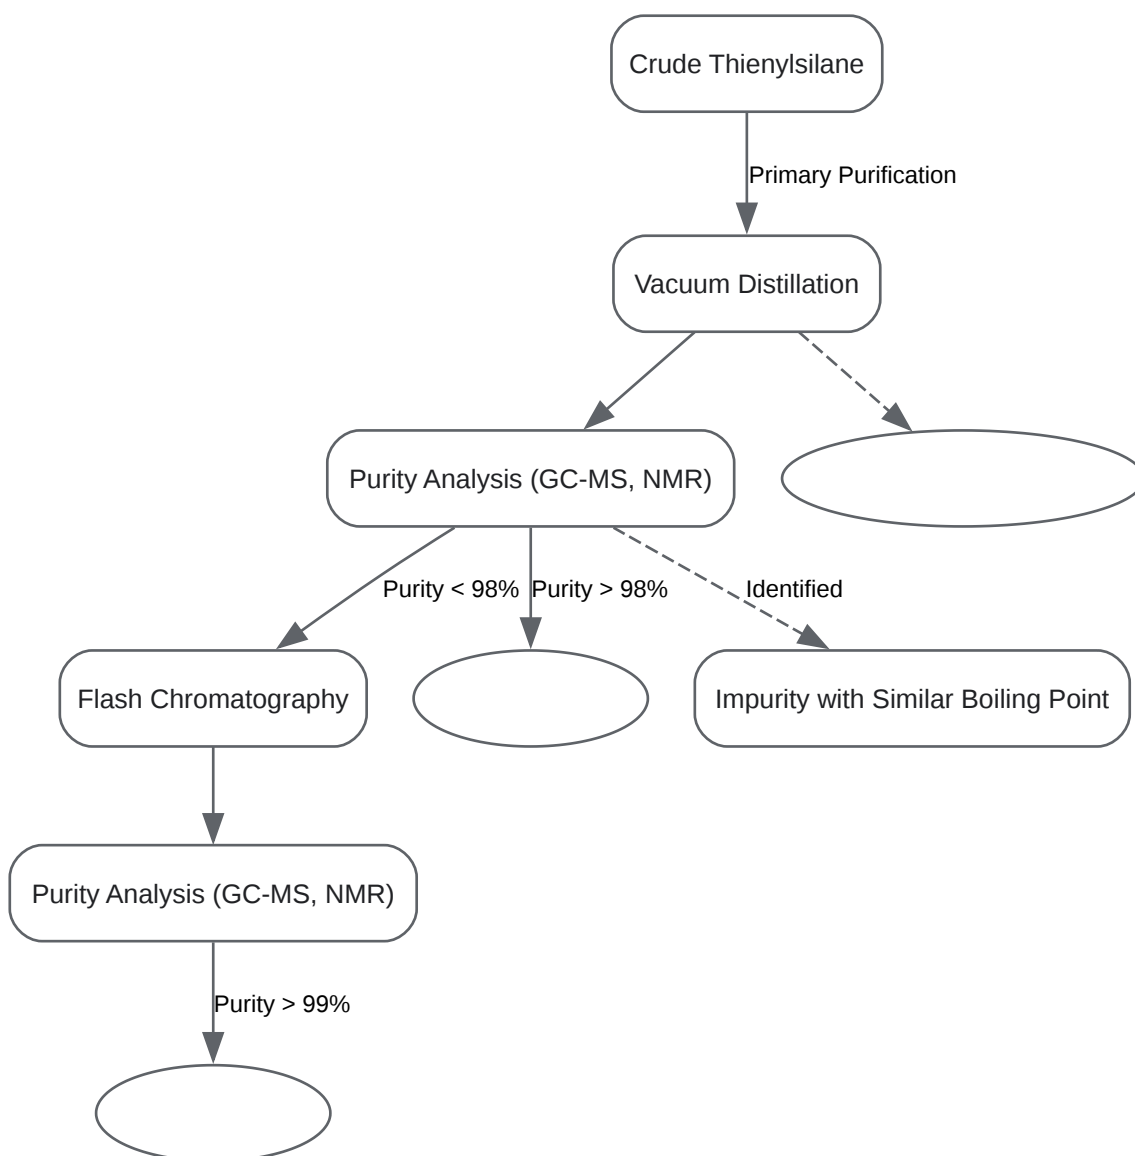 Crude Thienylsilane
Primary Purification
Vacuum Distillation
Purity Analysis (GC-MS, NMR)
Purity < 98%
Purity > 98%
Identified
Flash Chromatography
Impurity with Similar Boiling Point
Purity Analysis (GC-MS, NMR)
Purity > 99%